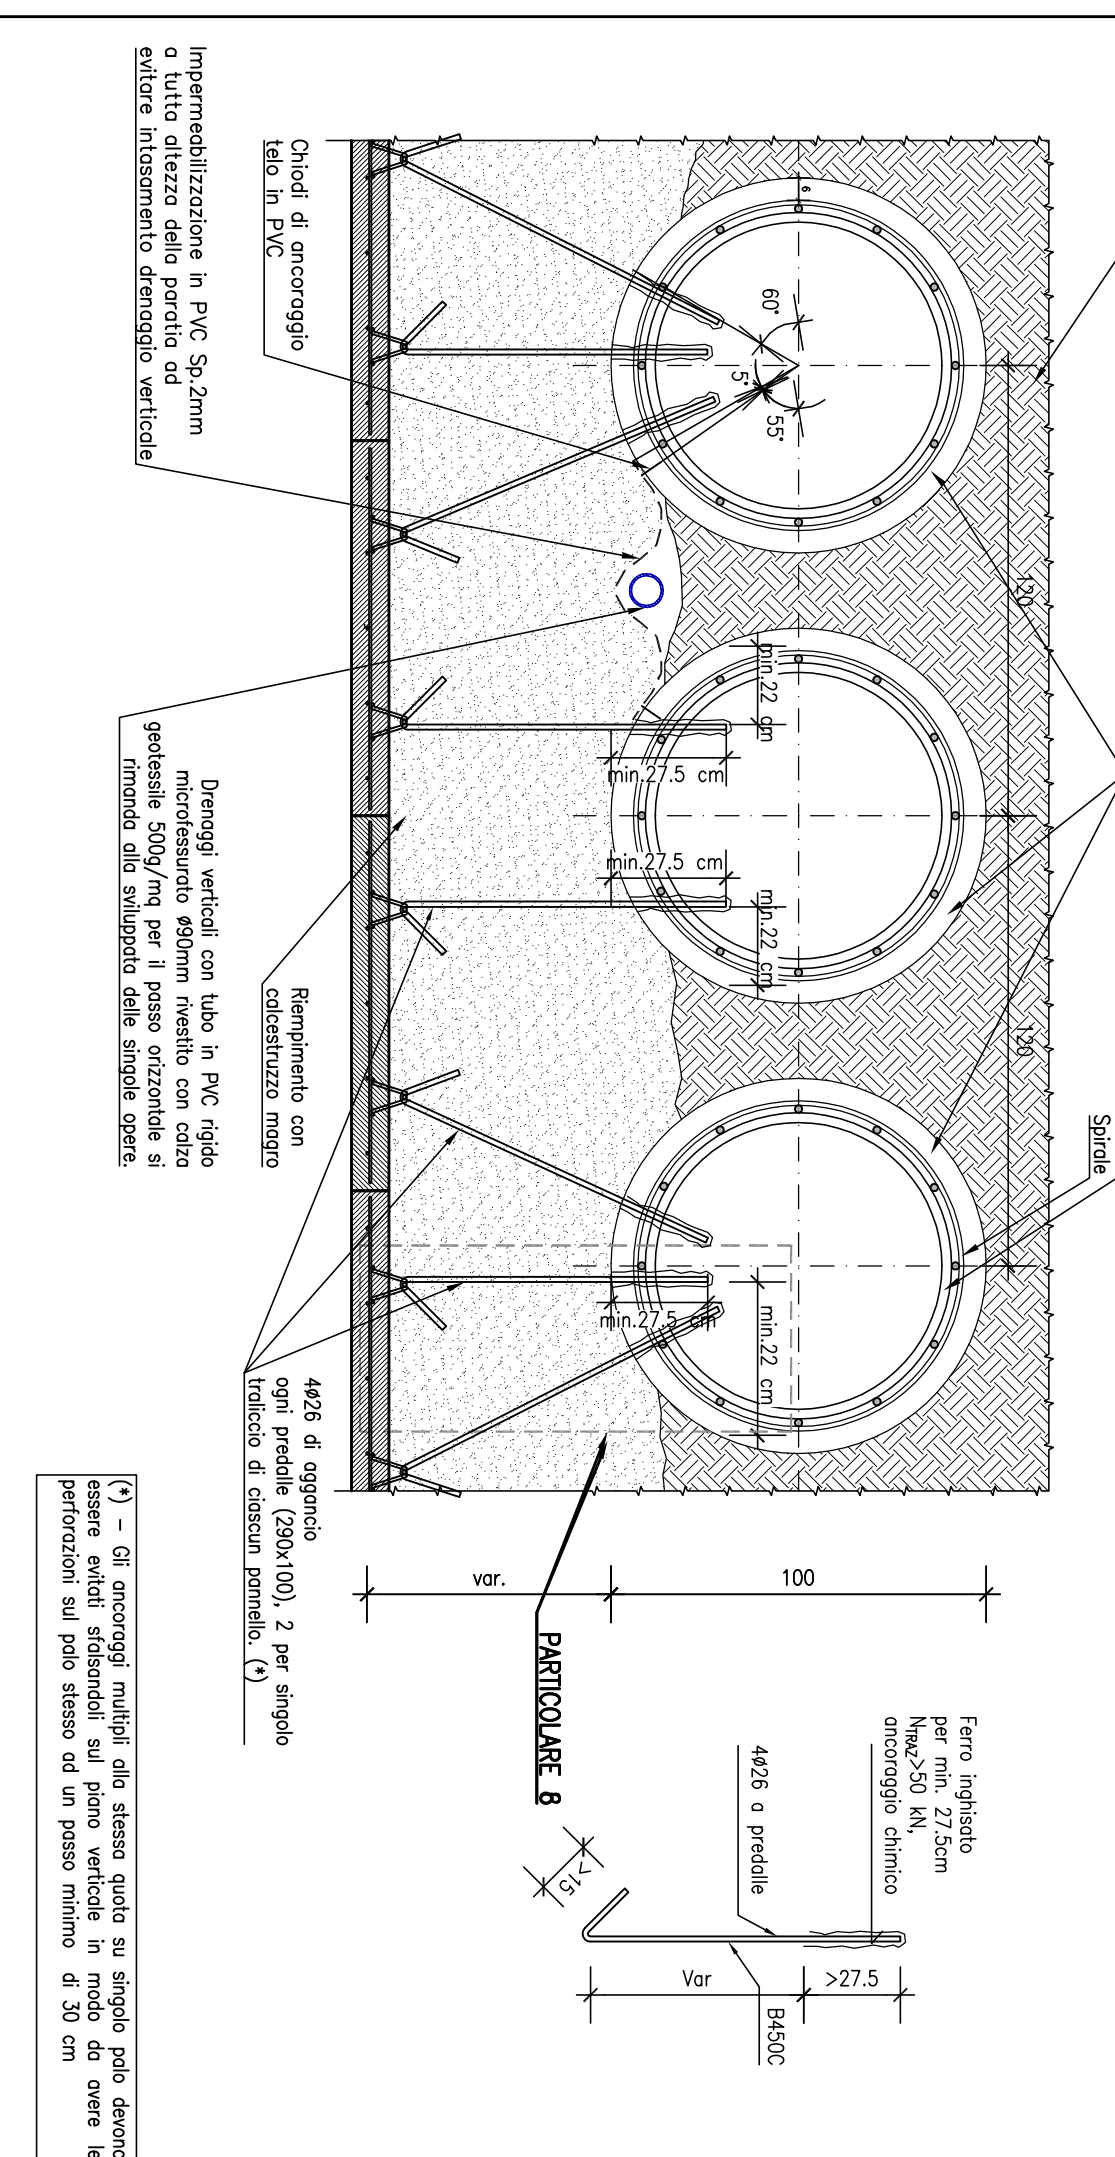 Impermeabilizzazione in PVC Sp.2mm
a tutta altezza della paratia ad
evitare intasamento drenaggio verticale
Chiodi di ancoraggio
telo in PVC
6
60°
5°
55°
120
120
min.22 cm
min.27.5 cm
min.27.5 cm
min.22 cm
min.27.5 cm
min.22 cm
Spirale
Drenaggi verticali con tubo in PVC rigido
microfessurato ø90mm rivestito con calza
geotessile 500g/mq per il passo orizzontale si
rimanda alla sviluppata delle singole opere.
Riempimento con
calcestruzzo magro
4ø26 di aggancio
ogni predalle (290x100), 2 per singolo
traliccio di ciascun pannello. (*)
var.
100
PARTICOLARE 8
Ferro inghisato
per min. 27.5cm
NTRAZ>50 kN,
ancoraggio chimico
4ø26 a predalle
>15
Var
>27.5
B450C
(*) – Gli ancoraggi multipli alla stessa quota su singolo palo devono
essere evitati sfalsandoli sul piano verticale in modo da avere le
perforazioni sul palo stesso ad un passo minimo di 30 cm